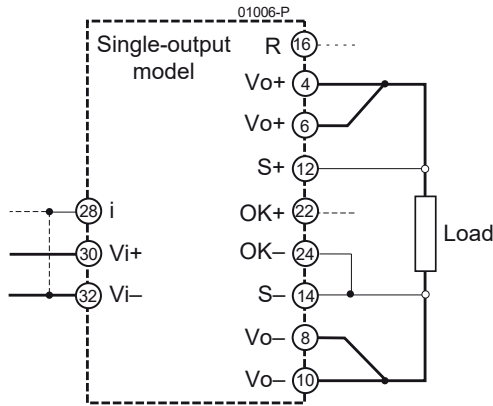 01006-P
Single-output
model
R 16
Vo+ 4
Vo+ 6
S+ 12
28 i
OK+ 22
30 Vi+
OK– 24
Load
32 Vi–
S– 14
Vo– 8
Vo– 10